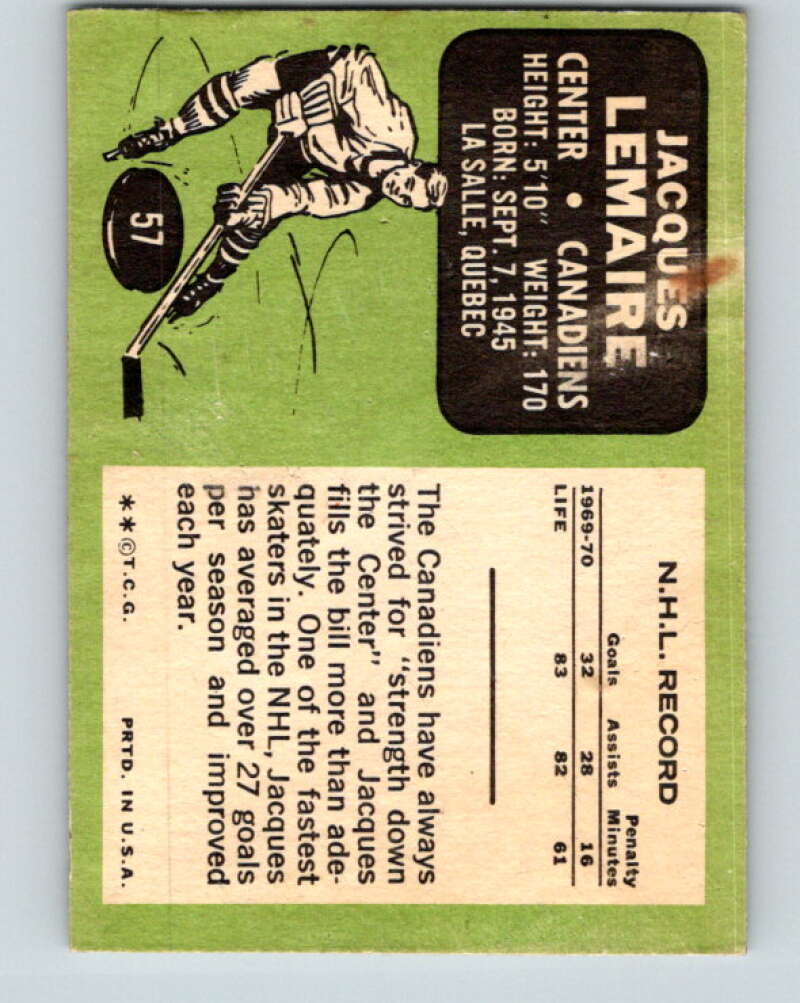 JACQUES
LEMAIRE
CENTER • CANADIENS
HEIGHT: 5'10" WEIGHT: 170
BORN: SEPT. 7, 1945
LA SALLE, QUEBEC
57
N.H.L. RECORD
Penalty
Goals Assists Minutes
1969-70 32 28 16
LIFE 83 82 61
The Canadiens have always
strived for "strength down
the Center" and Jacques
fills the bill more than ade-
quately. One of the fastest
skaters in the NHL, Jacques
has averaged over 27 goals
per season and improved
each year.
**©T.C.G. PRTD. IN U.S.A.